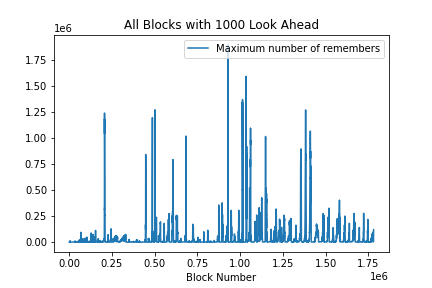 All Blocks with 1000 Look Ahead
1e6
Maximum number of remembers
1.75
1.50
1.25
1.00
0.75
0.50
0.25
0.00
0.00 0.25 0.50 0.75 1.00 1.25 1.50 1.75
1e6
Block Number